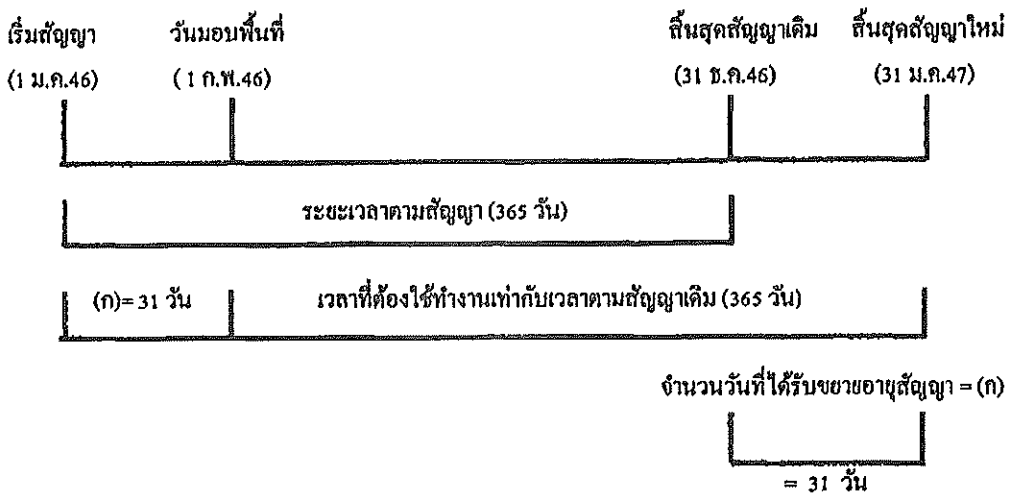 เริ่มสัญญา วันมอบพื้นที่ สิ้นสุดสัญญาเดิม สิ้นสุดสัญญาใหม่
(1 ม.ค.46) ( 1 ก.พ.46) (31 ธ.ค.46) (31 ม.ค.47)
ระยะเวลาตามสัญญา (365 วัน)
(ก)= 31 วัน เวลาที่ต้องใช้ทำงานเท่ากับเวลาตามสัญญาเดิม (365 วัน)
จำนวนวันที่ได้รับขยายอายุสัญญา = (ก)
= 31 วัน